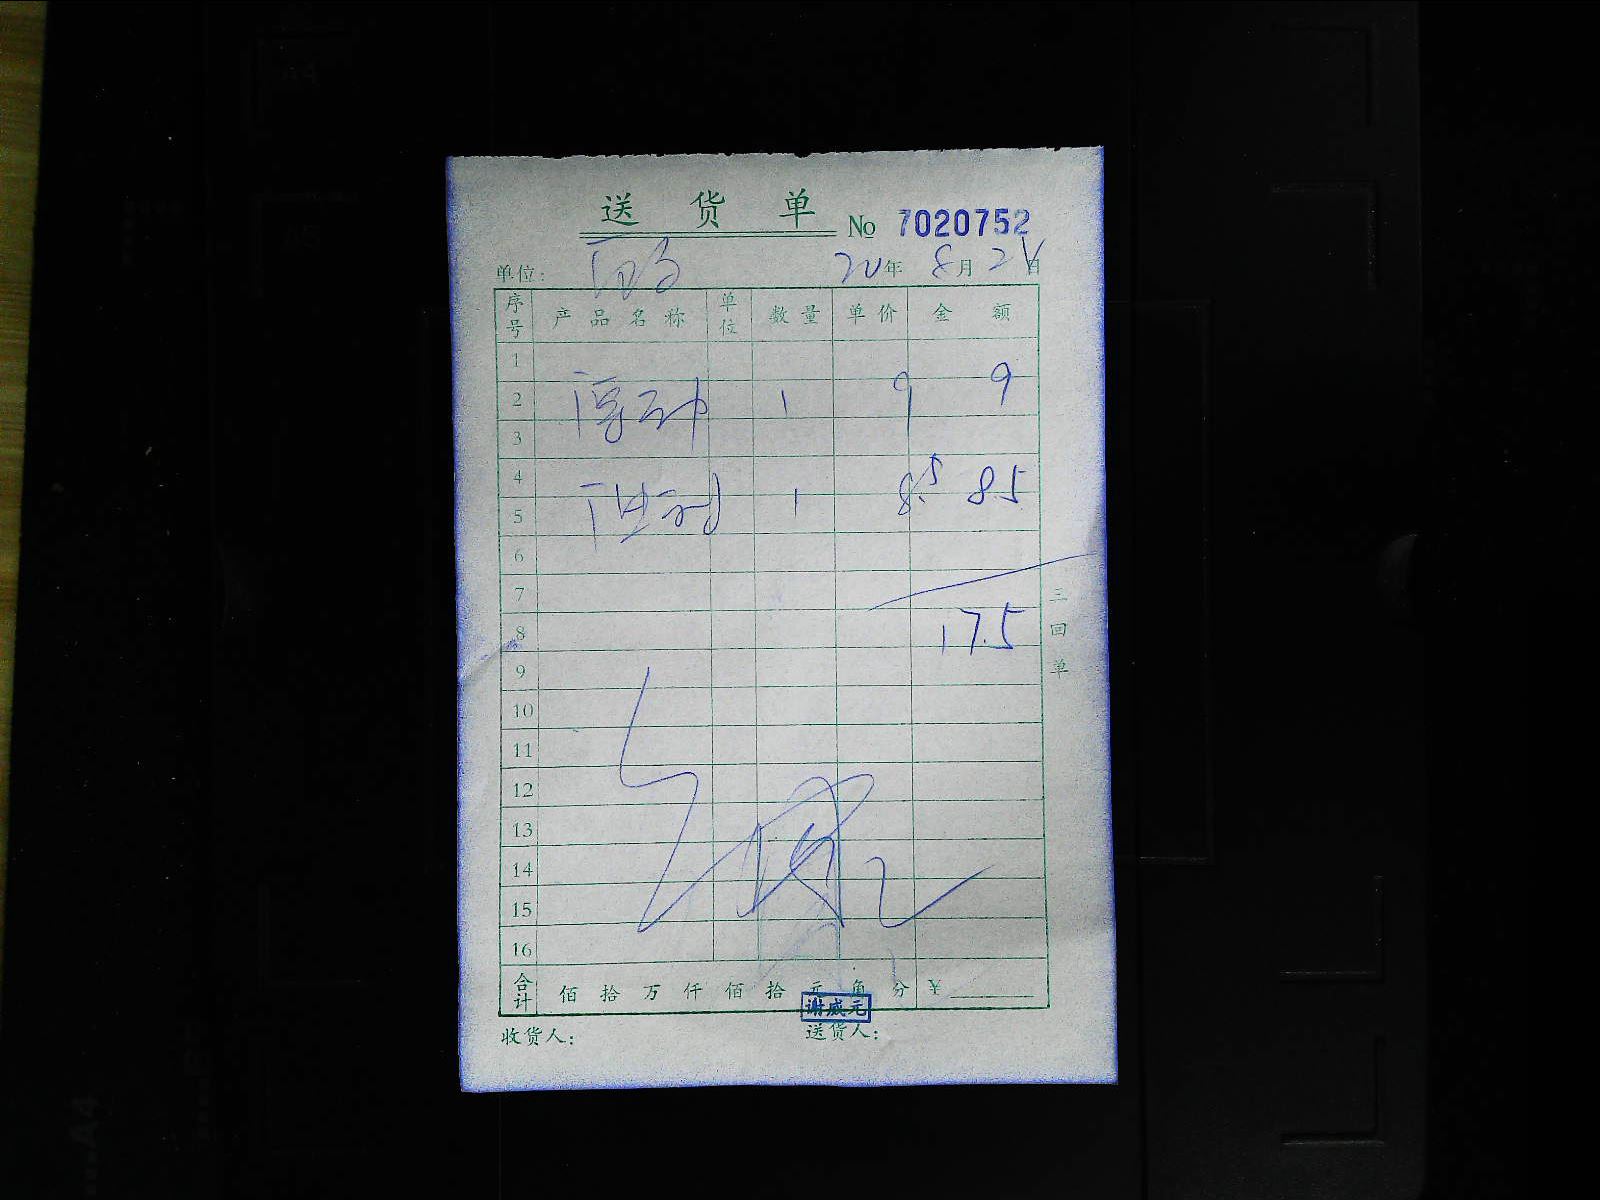 送 货 单 No 7020752
单位: 20年 8月2 日
序号 产品名称 单位 数量 单价 金额
1
2 1 9 9
3
4
5 1 8.5 8.5
6
7
8 17.5
9
10
11
12
13
14
15
16
合计 佰 拾 万 仟 佰 拾 元 角 分 ¥
谢威元
收货人: 送货人:
三回单